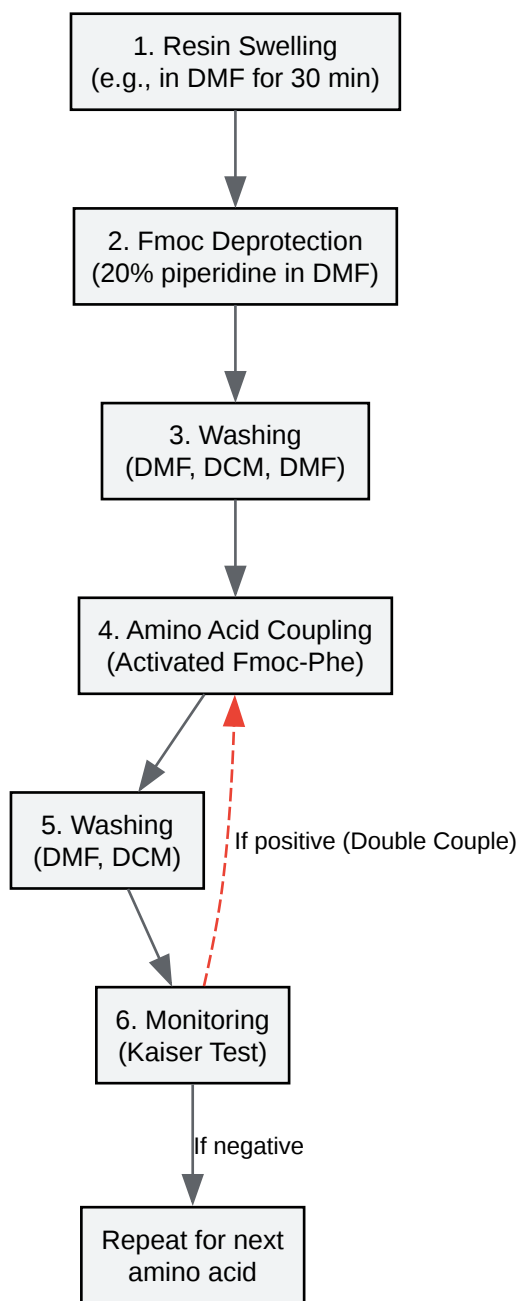 1. Resin Swelling
(e.g., in DMF for 30 min)
2. Fmoc Deprotection
(20% piperidine in DMF)
3. Washing
(DMF, DCM, DMF)
4. Amino Acid Coupling
(Activated Fmoc-Phe)
5. Washing
(DMF, DCM)
If positive (Double Couple)
6. Monitoring
(Kaiser Test)
If negative
Repeat for next
amino acid